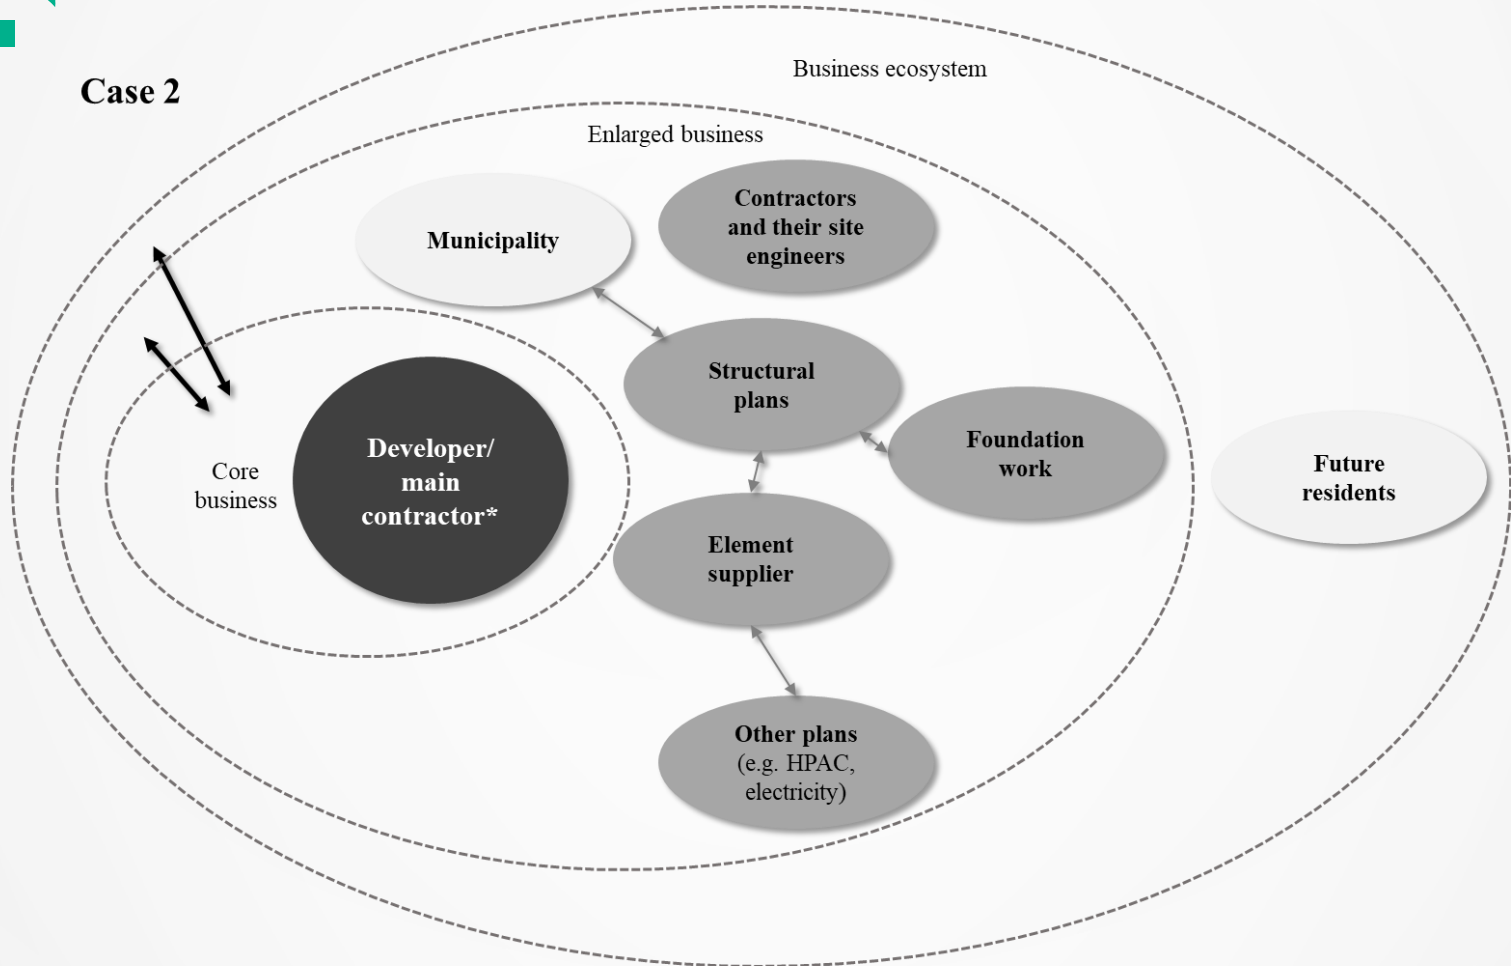 Case 2
Business ecosystem
Enlarged business
Contractors
and their site
engineers
Municipality
Structural
plans
Foundation
work
Future
residents
Core
business
Developer/
main
contractor*
Element
supplier
Other plans
(e.g. HPAC,
electricity)